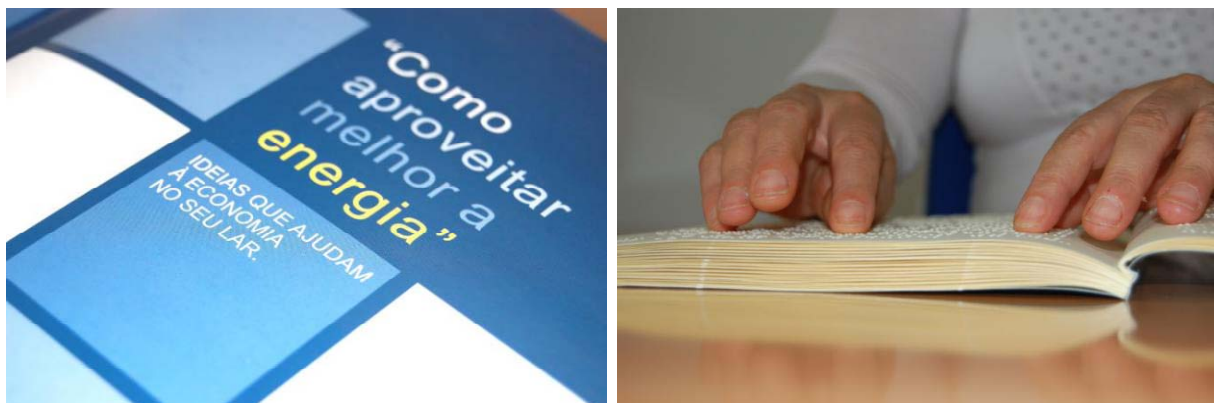 “Como
aproveitar
melhor a
energia”
IDEIAS QUE AJUDAM
À ECONOMIA
NO SEU LAR.